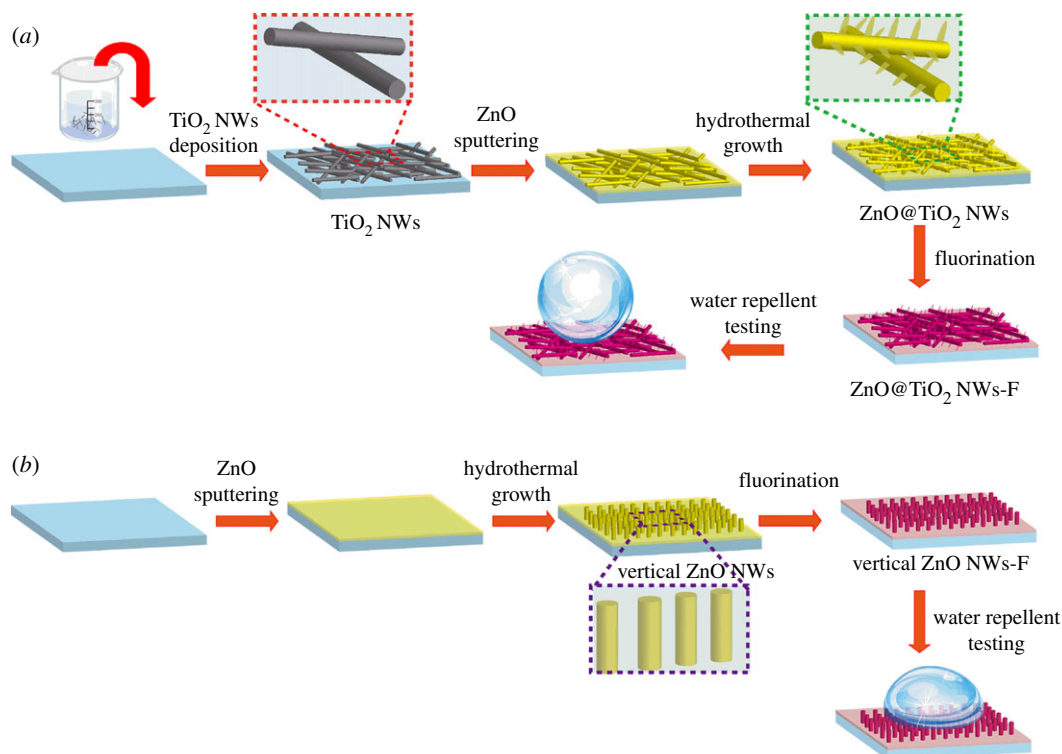 (a)
TiO2 NWs
deposition
TiO2 NWs
ZnO
sputtering
hydrothermal
growth
ZnO@TiO2 NWs
fluorination
ZnO@TiO2 NWs-F
water repellent
testing
(b)
ZnO
sputtering
hydrothermal
growth
vertical ZnO NWs
fluorination
vertical ZnO NWs-F
water repellent
testing